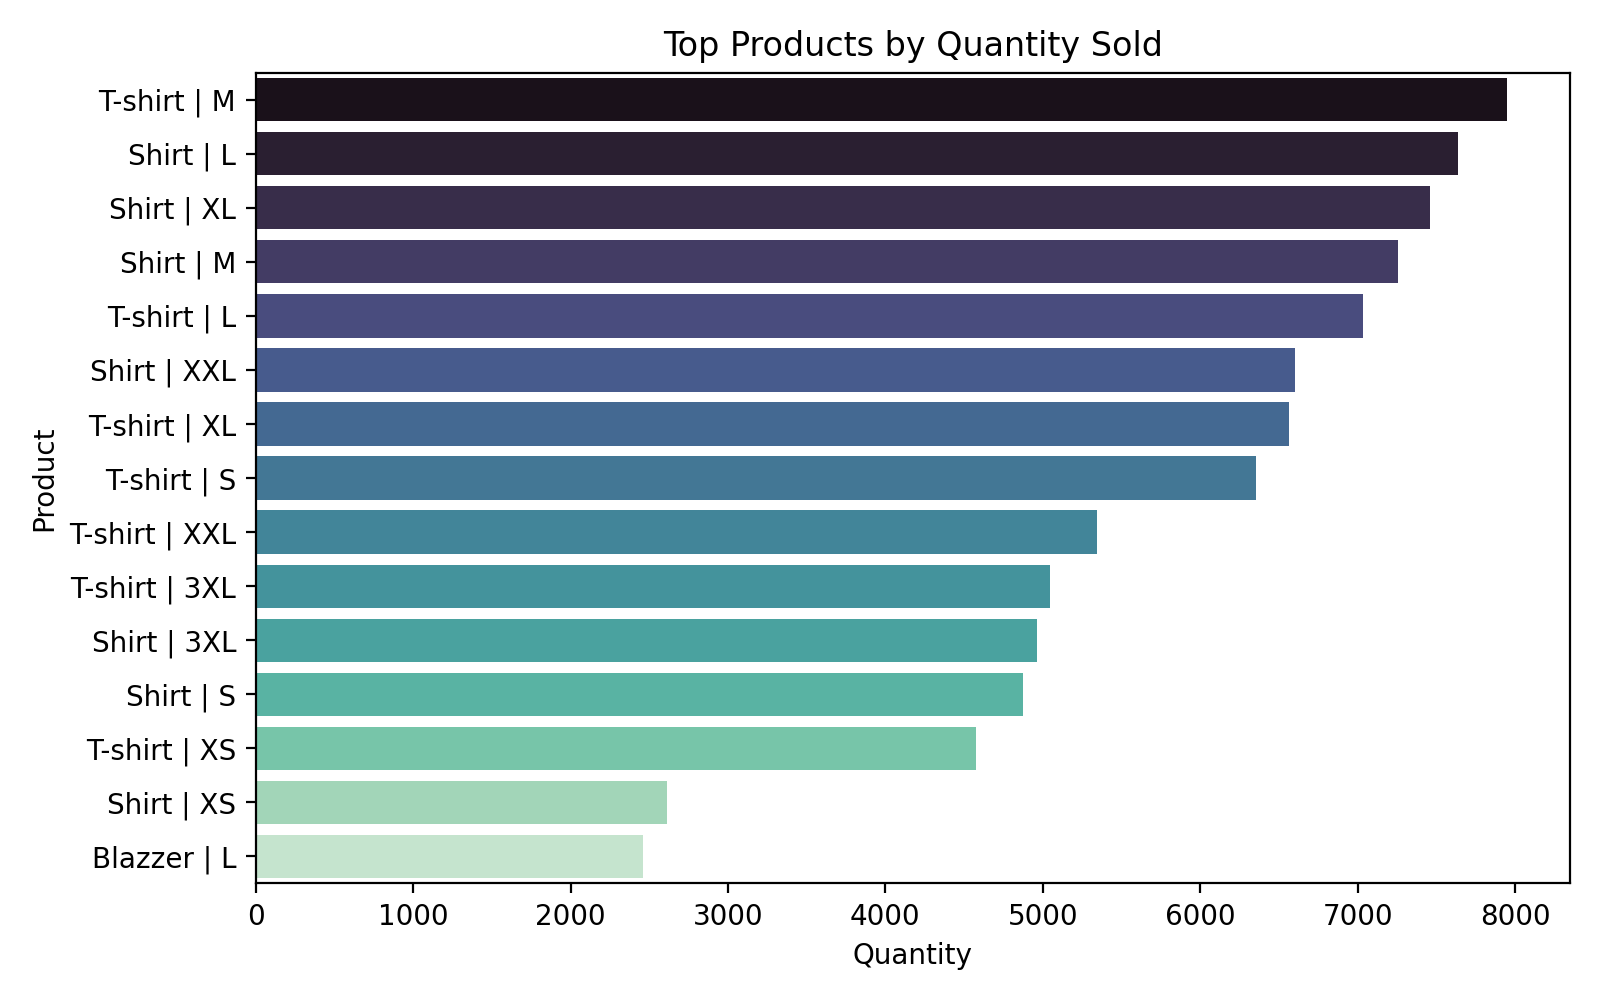 Top Products by Quantity Sold
T-shirt | M
Shirt | L
Shirt | XL
Shirt | M
T-shirt | L
Shirt | XXL
T-shirt | XL
T-shirt | S
T-shirt | XXL
T-shirt | 3XL
Shirt | 3XL
Shirt | S
T-shirt | XS
Shirt | XS
Blazzer | L
Product
0 1000 2000 3000 4000 5000 6000 7000 8000
Quantity